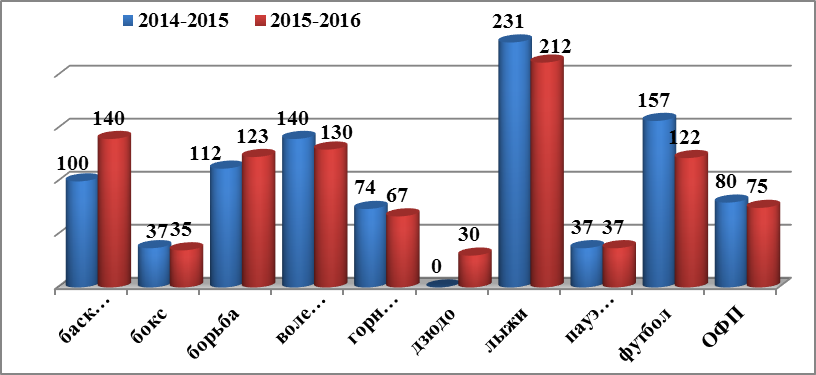 2014-2015 2015-2016
100 140
37 35
112 123
140 130
74 67
0 30
231 212
37 37
157 122
80 75
баск…
бокс
борьба
воле…
горн…
дзюдо
лыжи
пауэ…
футбол
ОФП